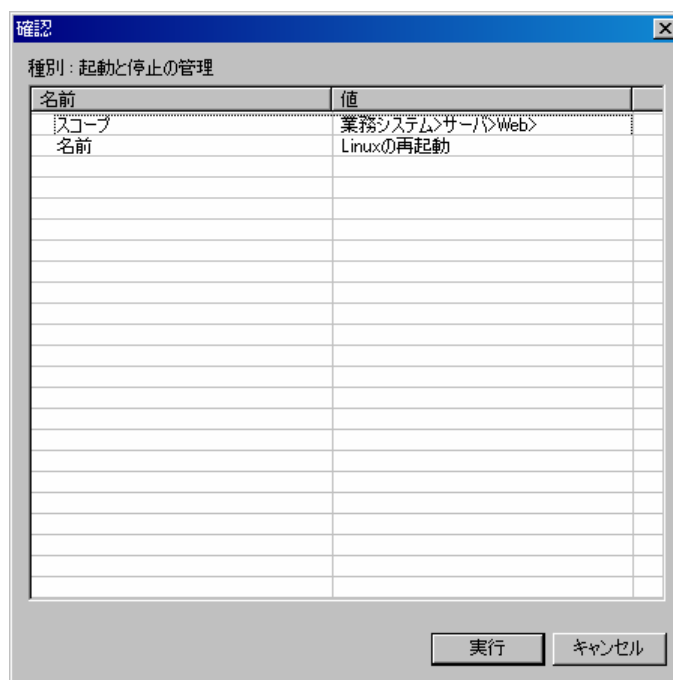 確認
種別：起動と停止の管理
名前 値
スコープ 業務システム>サーバ>Web>
名前 Linuxの再起動
実行 キャンセル